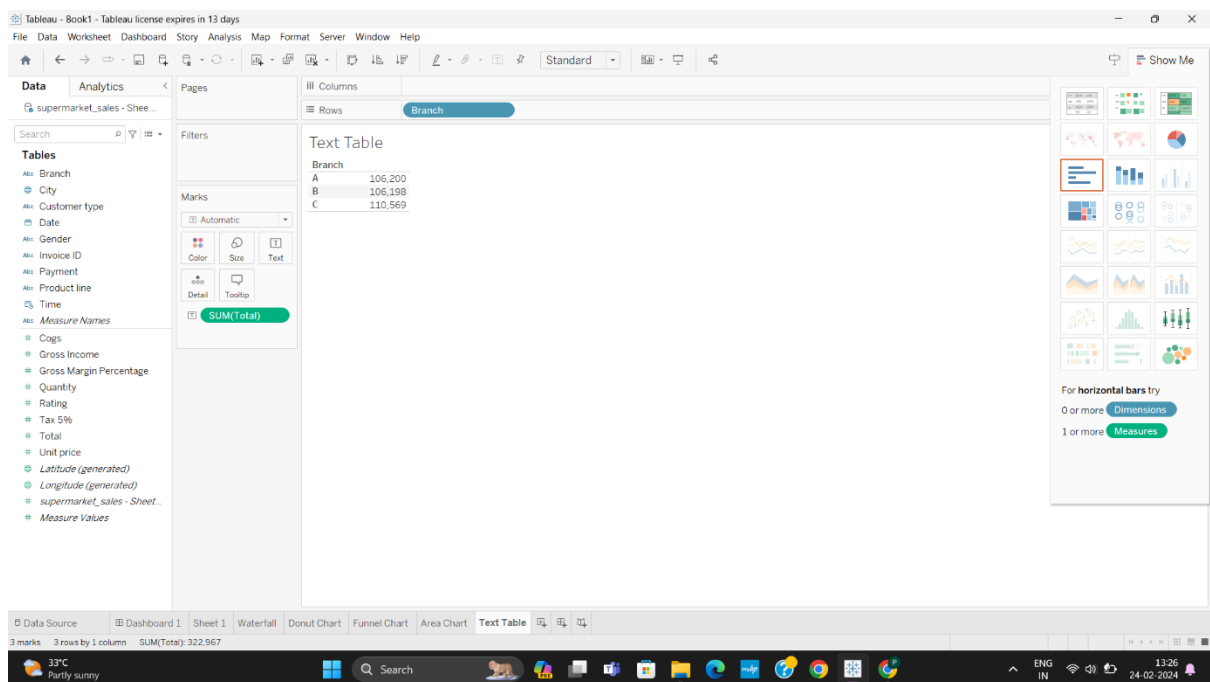 Tableau - Book1 - Tableau license expires in 13 days
File Data Worksheet Dashboard Story Analysis Map Format Server Window Help
Standard
Show Me
Data Analytics
supermarket_sales - Shee...
Search
Tables
Abc Branch
City
Abc Customer type
Date
Abc Gender
Abc Invoice ID
Abc Payment
Abc Product line
Time
Abc Measure Names
# Cogs
# Gross Income
# Gross Margin Percentage
# Quantity
# Rating
# Tax 5%
# Total
# Unit price
Latitude (generated)
Longitude (generated)
# supermarket_sales - Sheet...
# Measure Values
Pages
Filters
Marks
Automatic
Color Size Text
Detail Tooltip
SUM(Total)
Columns
Rows Branch
Text Table
Branch
A 106,200
B 106,198
C 110,569
For horizontal bars try
0 or more Dimensions
1 or more Measures
Data Source Dashboard 1 Sheet 1 Waterfall Donut Chart Funnel Chart Area Chart Text Table
3 marks 3 rows by 1 column SUM(Total): 322,967
33°C
Partly sunny
Search
ENG
IN
13:26
24-02-2024